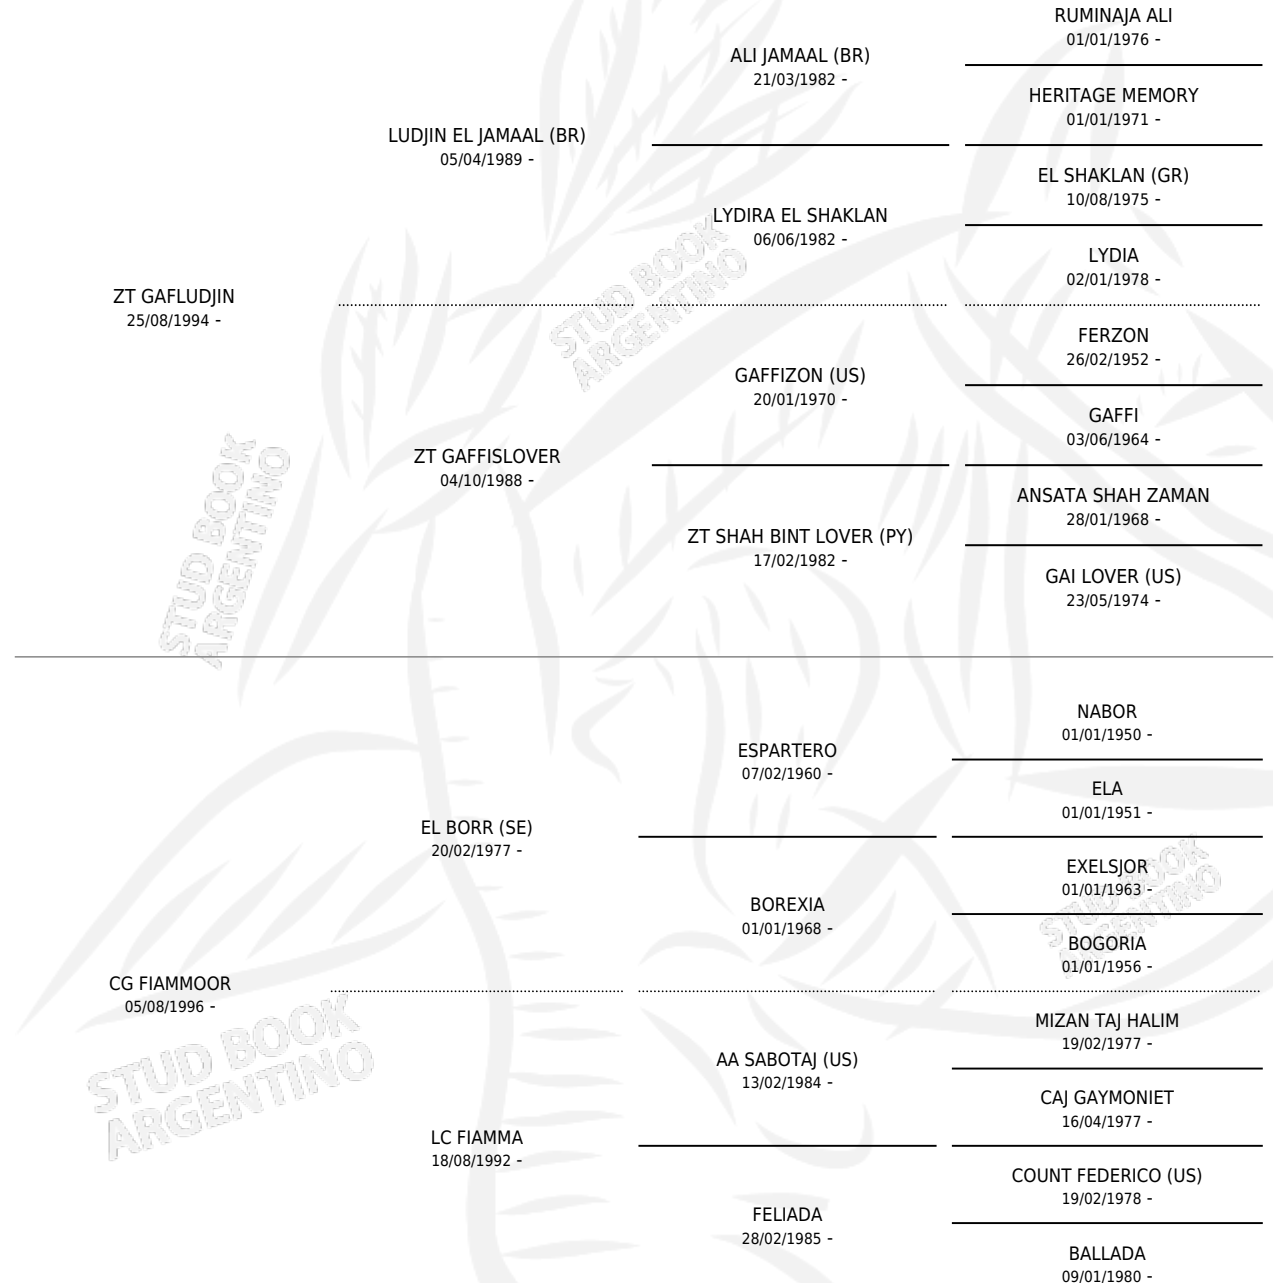 RUMINAJA ALI
01/01/1976 -
ALI JAMAAL (BR)
21/03/1982 -
HERITAGE MEMORY
01/01/1971 -
LUDJIN EL JAMAAL (BR)
05/04/1989 -
EL SHAKLAN (GR)
10/08/1975 -
LYDIRA EL SHAKLAN
06/06/1982 -
LYDIA
02/01/1978 -
ZT GAFLUDJIN
25/08/1994 -
FERZON
26/02/1952 -
GAFFIZON (US)
20/01/1970 -
GAFFI
03/06/1964 -
ZT GAFFISLOVER
04/10/1988 -
ANSATA SHAH ZAMAN
28/01/1968 -
ZT SHAH BINT LOVER (PY)
17/02/1982 -
GAI LOVER (US)
23/05/1974 -
NABOR
01/01/1950 -
ESPARTERO
07/02/1960 -
ELA
01/01/1951 -
EL BORR (SE)
20/02/1977 -
EXELSJOR
01/01/1963 -
BOREXIA
01/01/1968 -
BOGORIA
01/01/1956 -
CG FIAMMOOR
05/08/1996 -
MIZAN TAJ HALIM
19/02/1977 -
AA SABOTAJ (US)
13/02/1984 -
CAJ GAYMONIET
16/04/1977 -
LC FIAMMA
18/08/1992 -
COUNT FEDERICO (US)
19/02/1978 -
FELIADA
28/02/1985 -
BALLADA
09/01/1980 -
STUD BOOK
ARGENTINO
STUD BOOK
ARGENTINO
STUD BOOK
ARGENTINO
STUD BOOK
ARGENTINO